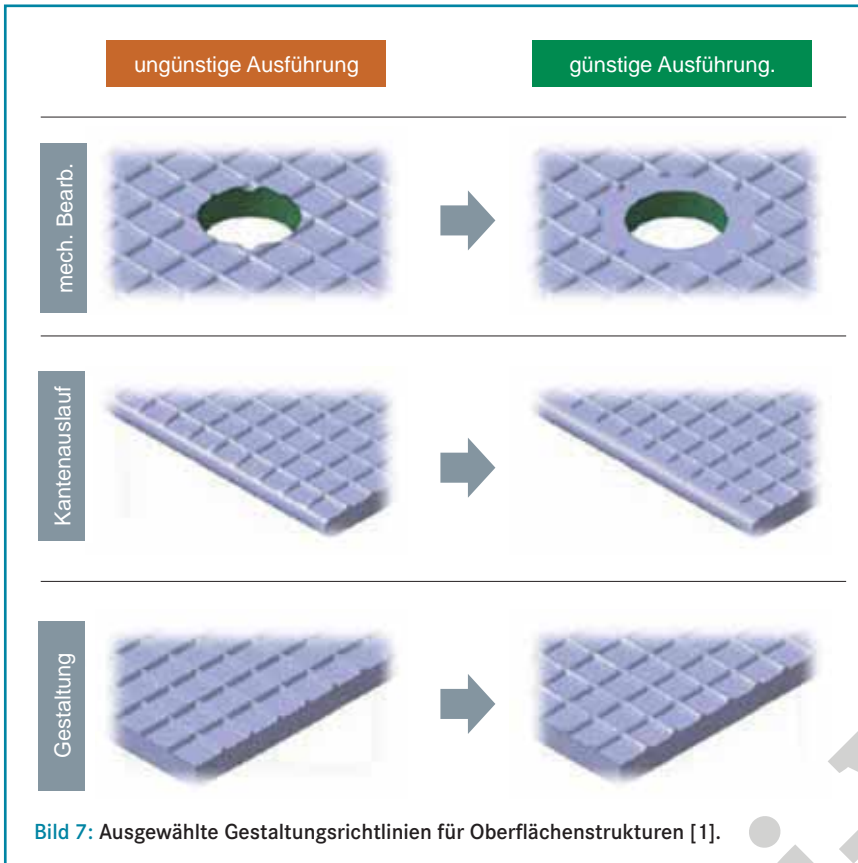 ungünstige Ausführung
günstige Ausführung.
mech. Bearb.
Kantenauslauf
Gestaltung
Bild 7: Ausgewählte Gestaltungsrichtlinien für Oberflächenstrukturen [1].